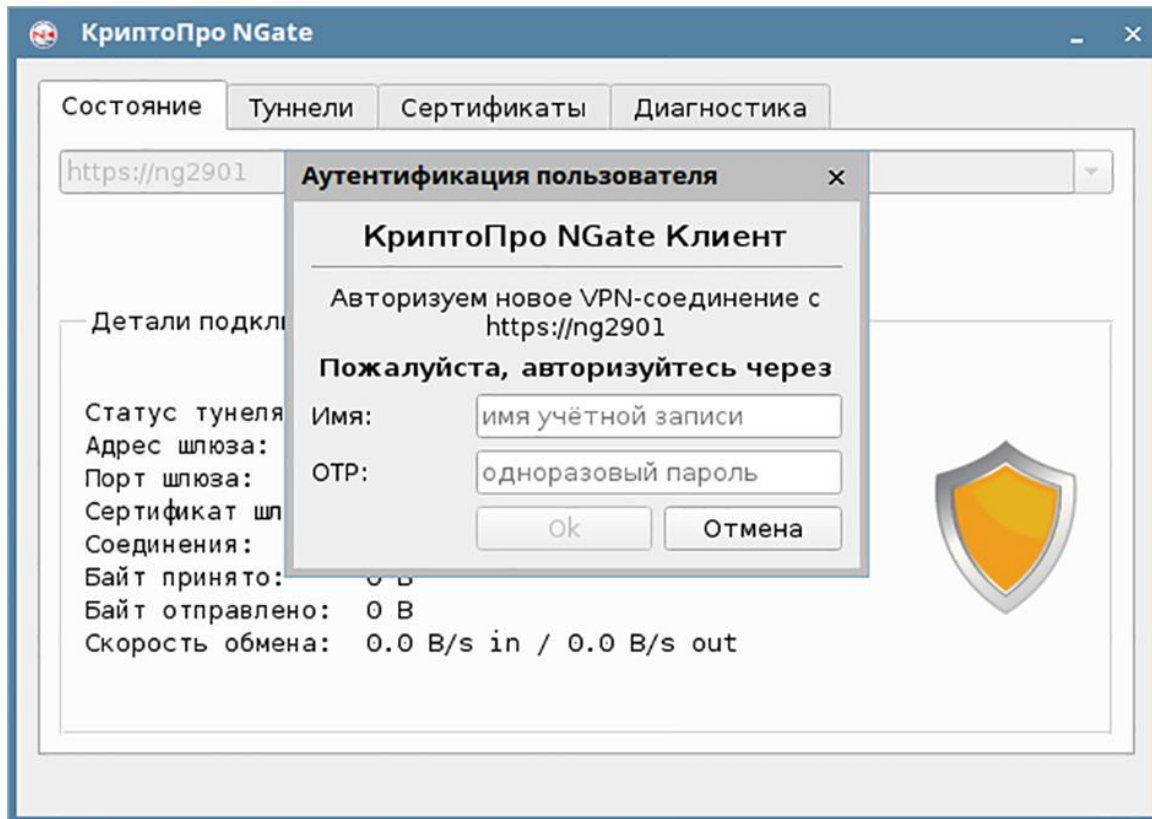 КриптоПро NGate
Состояние Туннели Сертификаты Диагностика
https://ng2901
Аутентификация пользователя
КриптоПро NGate Клиент
Авторизуем новое VPN-соединение с
https://ng2901
Пожалуйста, авторизуйтесь через
Имя: имя учётной записи
OTP: одноразовый пароль
Ok Отмена
Детали
Статус тунеля
Адрес шлюза:
Порт шлюза:
Сертификат
Соединения:
Байт принято: 0 B
Байт отправлено: 0 B
Скорость обмена: 0.0 B/s in / 0.0 B/s out